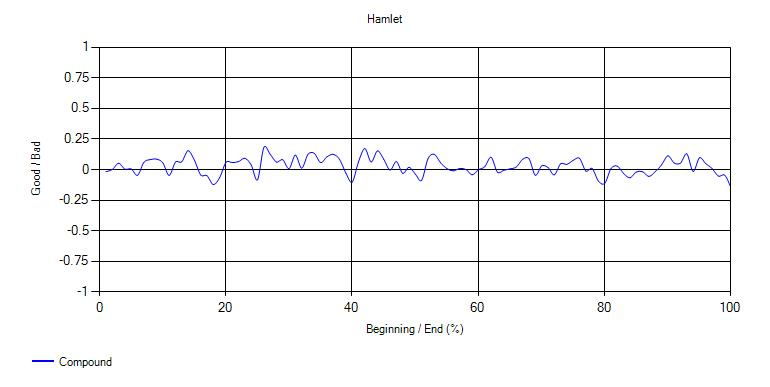 Hamlet
1
0.75
0.5
0.25
0
-0.25
-0.5
-0.75
-1
Good / Bad
0 20 40 60 80 100
Beginning / End (%)
Compound